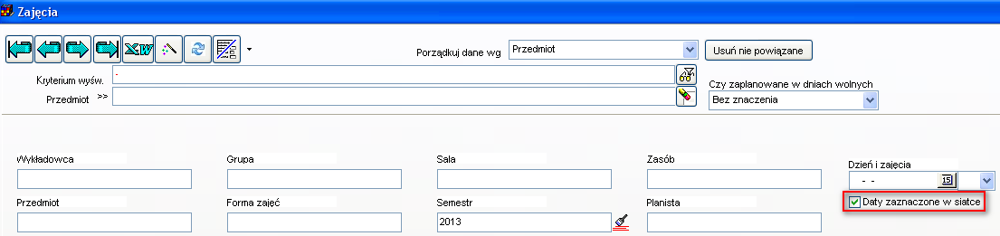 Zajęcia
XW Porządkuj dane wg Przedmiot Usuń nie powiązane
Kryterium wyśw. - Czy zaplanowane w dniach wolnych
Przedmiot >> Bez znaczenia
Wykładowca Grupa Sala Zasób Dzień i zajęcia
- - 15
Przedmiot Forma zajęć Semestr Planista Daty zaznaczone w siatce
2013